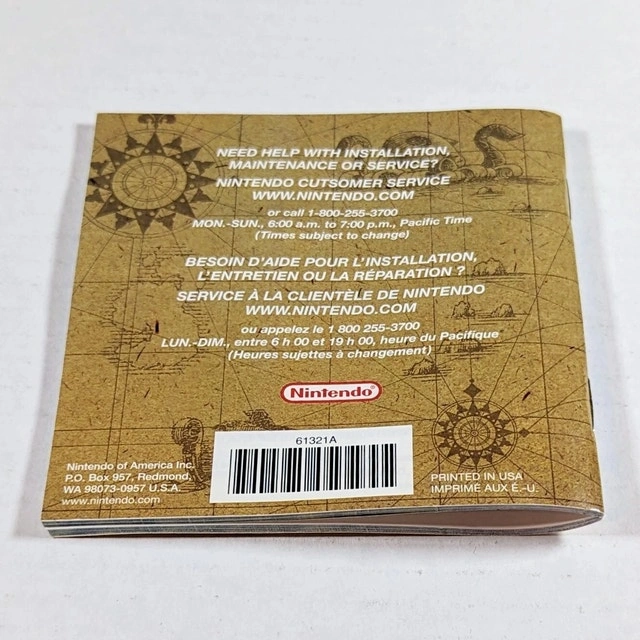 NEED HELP WITH INSTALLATION,
MAINTENANCE OR SERVICE?
NINTENDO CUTSOMER SERVICE
WWW.NINTENDO.COM
or call 1-800-255-3700
MON.-SUN., 6:00 a.m. to 7:00 p.m., Pacific Time
(Times subject to change)
BESOIN D'AIDE POUR L'INSTALLATION,
L'ENTRETIEN OU LA RÉPARATION ?
SERVICE À LA CLIENTÈLE DE NINTENDO
WWW.NINTENDO.COM
ou appelez le 1 800 255-3700
LUN.-DIM., entre 6 h 00 et 19 h 00, heure du Pacifique
(Heures sujettes à changement)
Nintendo®
61321A
Nintendo of America Inc.
P.O. Box 957, Redmond,
WA 98073-0957 U.S.A.
www.nintendo.com
PRINTED IN USA
IMPRIMÉ AUX É.-U.